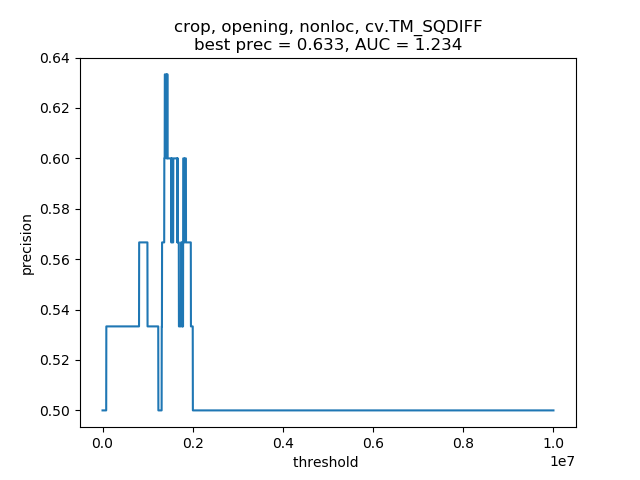 crop, opening, nonloc, cv.TM_SQDIFF
best prec = 0.633, AUC = 1.234
0.64
0.62
0.60
0.58
0.56
0.54
0.52
0.50
precision
0.0 0.2 0.4 0.6 0.8 1.0
1e7
threshold